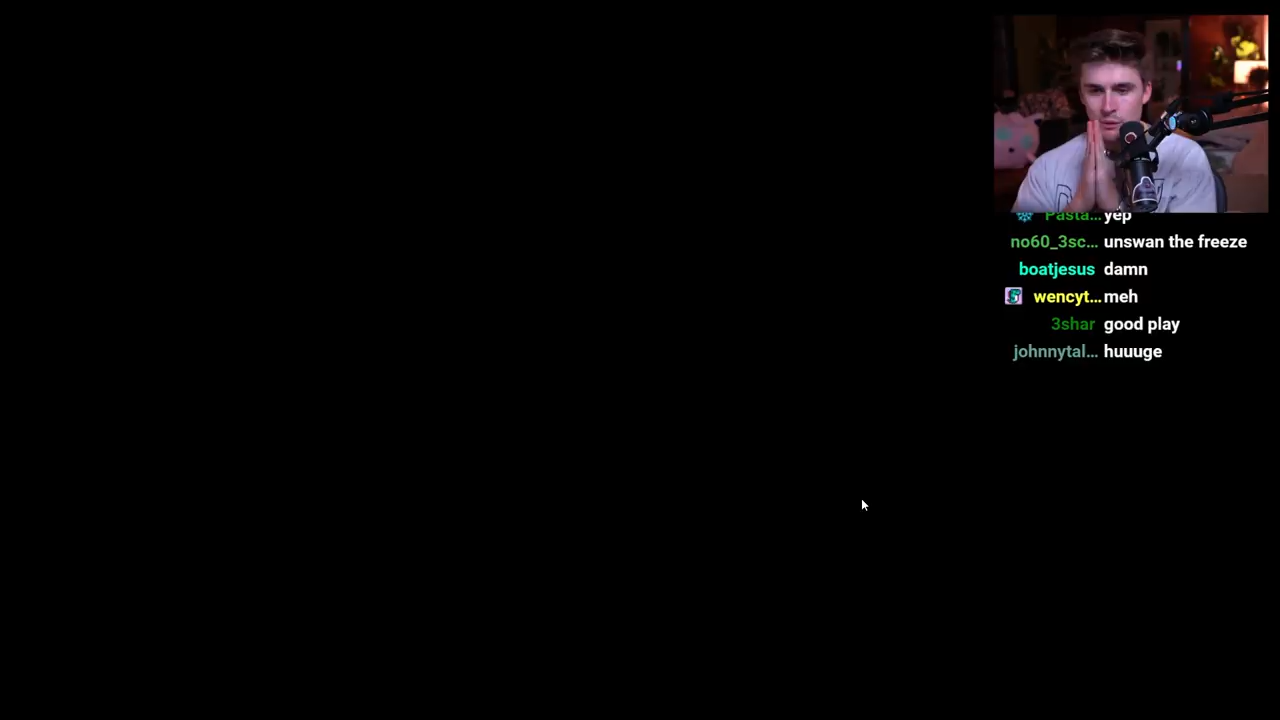 Pasta… yep
no60_3sc… unswan the freeze
boatjesus damn
wencyt… meh
3shar good play
johnnytal… huuuge